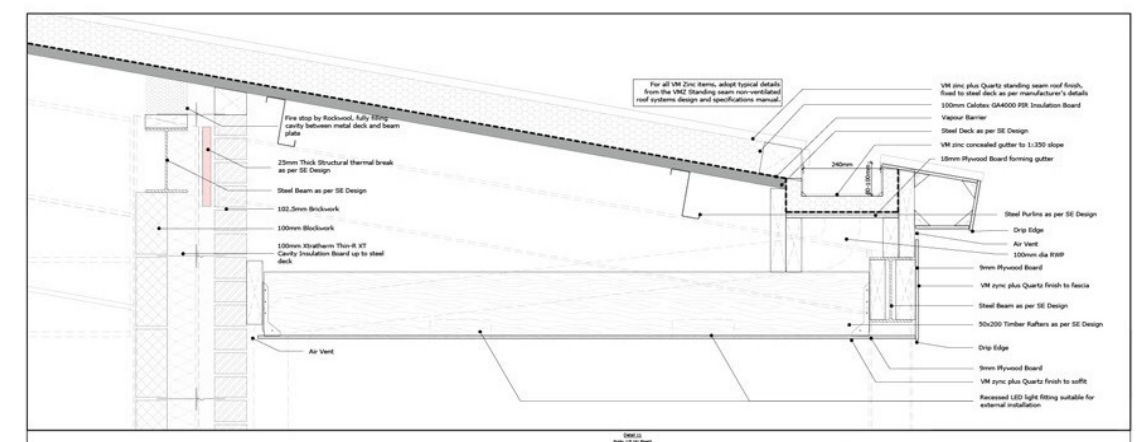 For all VM Zinc items, adopt typical details
from the VMZ Standing seam non-ventilated
roof systems design and specifications manual.
VM zinc plus Quartz standing seam roof finish,
fixed to steel deck as per manufacturer's details
100mm Celotex GA4000 PIR Insulation Board
Vapour Barrier
Steel Deck as per SE Design
VM zinc concealed gutter to 1:350 slope
18mm Plywood Board forming gutter
240mm
Fire stop by Rockwool, fully filling
cavity between metal deck and beam
plate
25mm Thick Structural thermal break
as per SE Design
Steel Beam as per SE Design
102.5mm Brickwork
100mm Blockwork
100mm Xtratherm Thin-R XT
Cavity Insulation Board up to steel
deck
Air Vent
Steel Purlins as per SE Design
Drip Edge
Air Vent
100mm dia RWP
9mm Plywood Board
VM zync plus Quartz finish to fascia
Steel Beam as per SE Design
50x200 Timber Rafters as per SE Design
Drip Edge
9mm Plywood Board
VM zync plus Quartz finish to soffit
Recessed LED light fitting suitable for
external installation